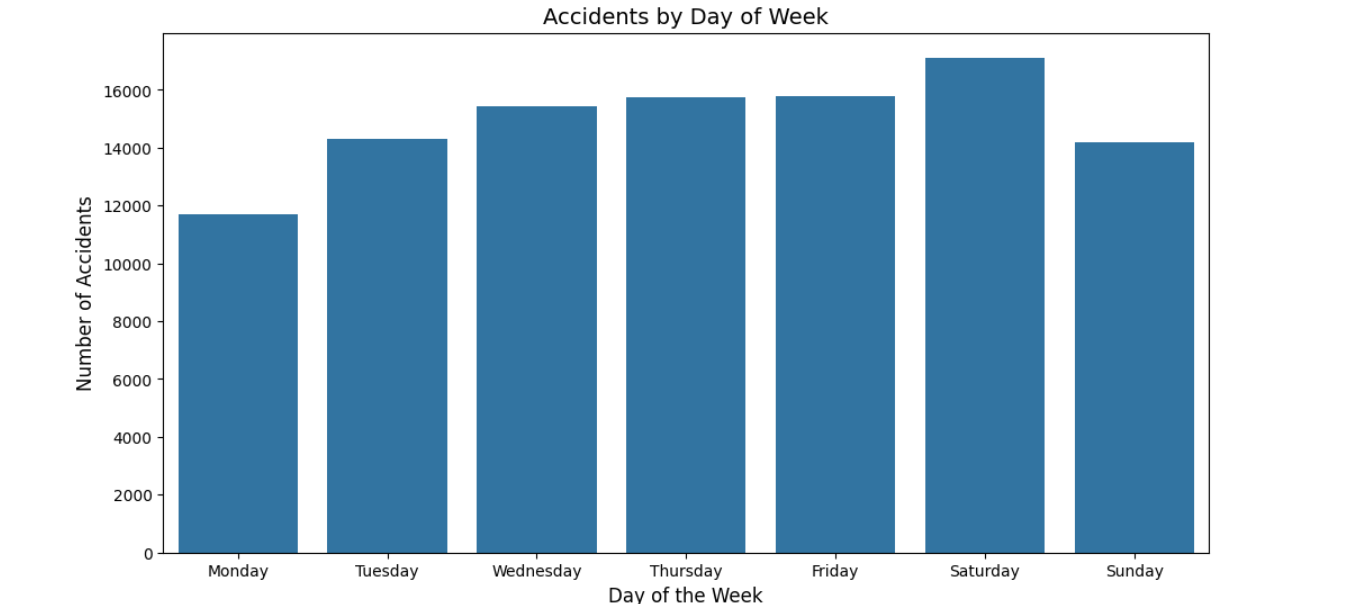 Accidents by Day of Week
Number of Accidents
16000
14000
12000
10000
8000
6000
4000
2000
0
Monday Tuesday Wednesday Thursday Friday Saturday Sunday
Day of the Week